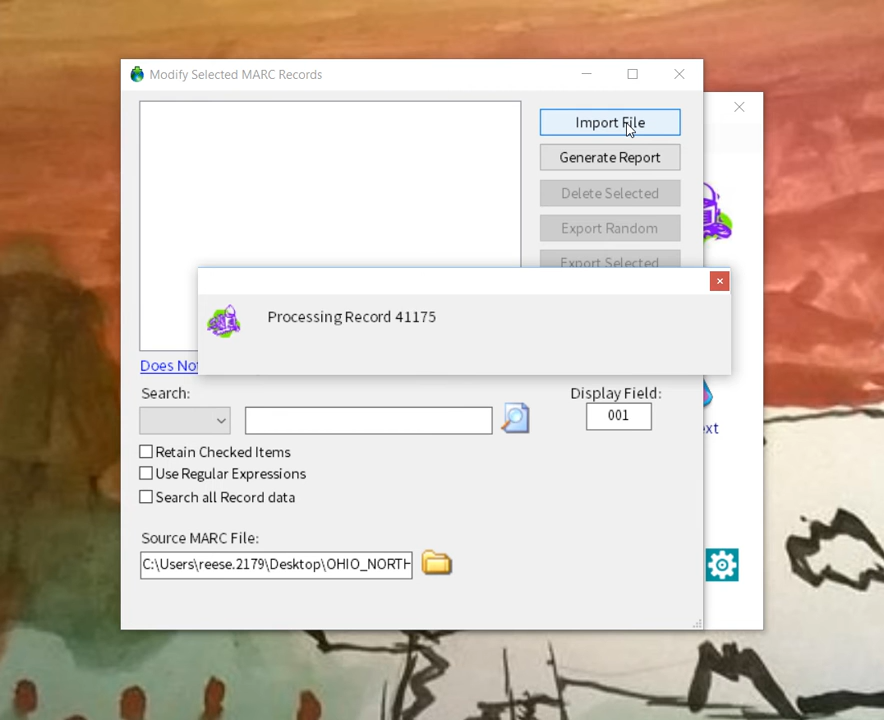 Modify Selected MARC Records
Import File
Generate Report
Delete Selected
Export Random
Export Selected
Processing Record 41175
Does No
Search:
Display Field:
001
ext
Retain Checked Items
Use Regular Expressions
Search all Record data
Source MARC File:
C:\Users\reese.2179\Desktop\OHIO_NORTH